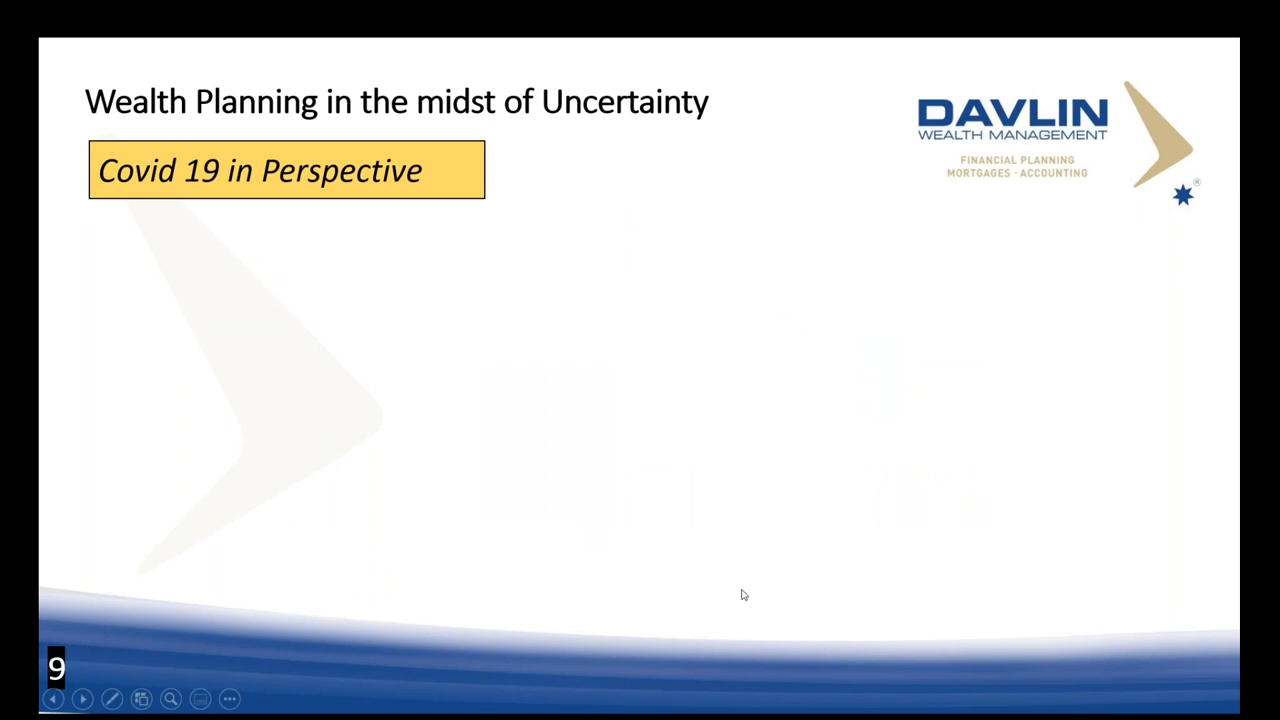 Wealth Planning in the midst of Uncertainty
Covid 19 in Perspective
DAVLIN
WEALTH MANAGEMENT
FINANCIAL PLANNING
MORTGAGES · ACCOUNTING
®
9